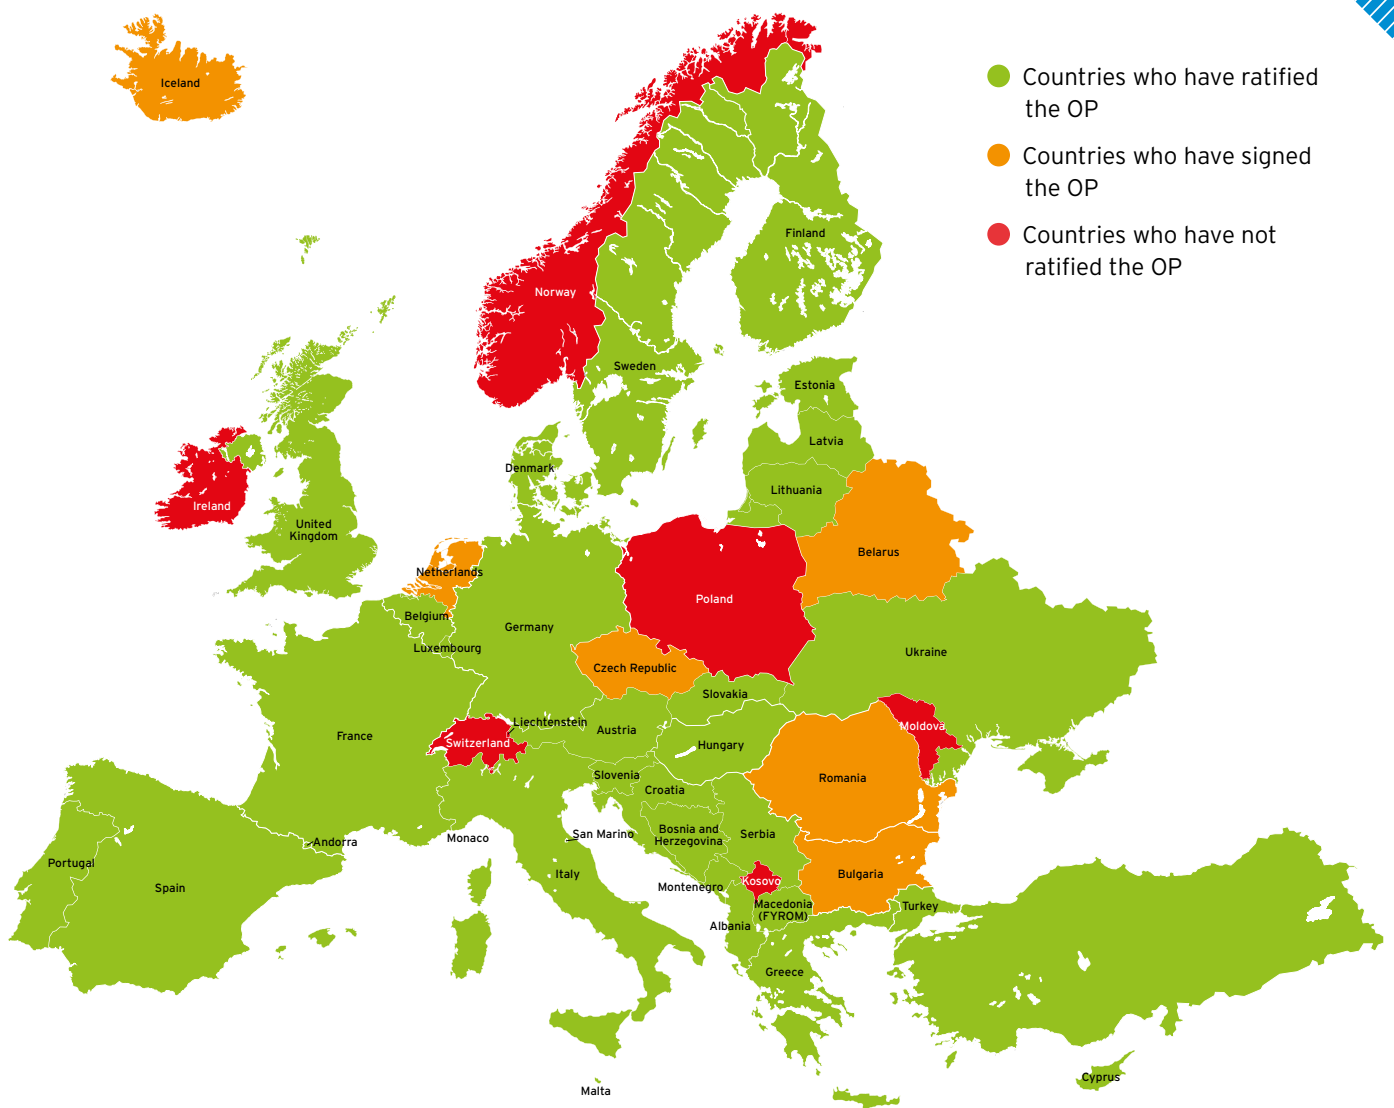 Countries who have ratified
the OP
Countries who have signed
the OP
Countries who have not
ratified the OP
Iceland
Finland
Norway
Sweden
Estonia
Latvia
Denmark
Lithuania
Ireland
United
Kingdom
Belarus
Netherlands
Poland
Belgium
Germany
Luxembourg
Ukraine
Czech Republic
Slovakia
Liechtenstein
Moldova
Austria
France
Switzerland
Hungary
Slovenia
Romania
Croatia
Bosnia and
Herzegovina
Serbia
San Marino
Monaco
Andorra
Portugal
Italy
Bulgaria
Kosovo
Spain
Montenegro
Macedonia
(FYROM)
Turkey
Albania
Greece
Cyprus
Malta